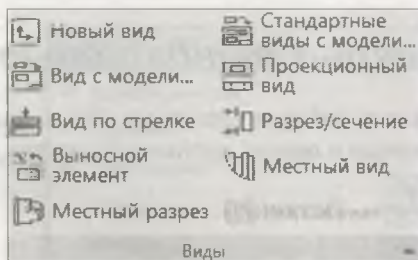 Новый вид
Стандартные
виды с модели...
Вид с модели...
Проекционный
вид
Вид по стрелке
Разрез/сечение
Выносной
элемент
Местный вид
Местный разрез
Виды